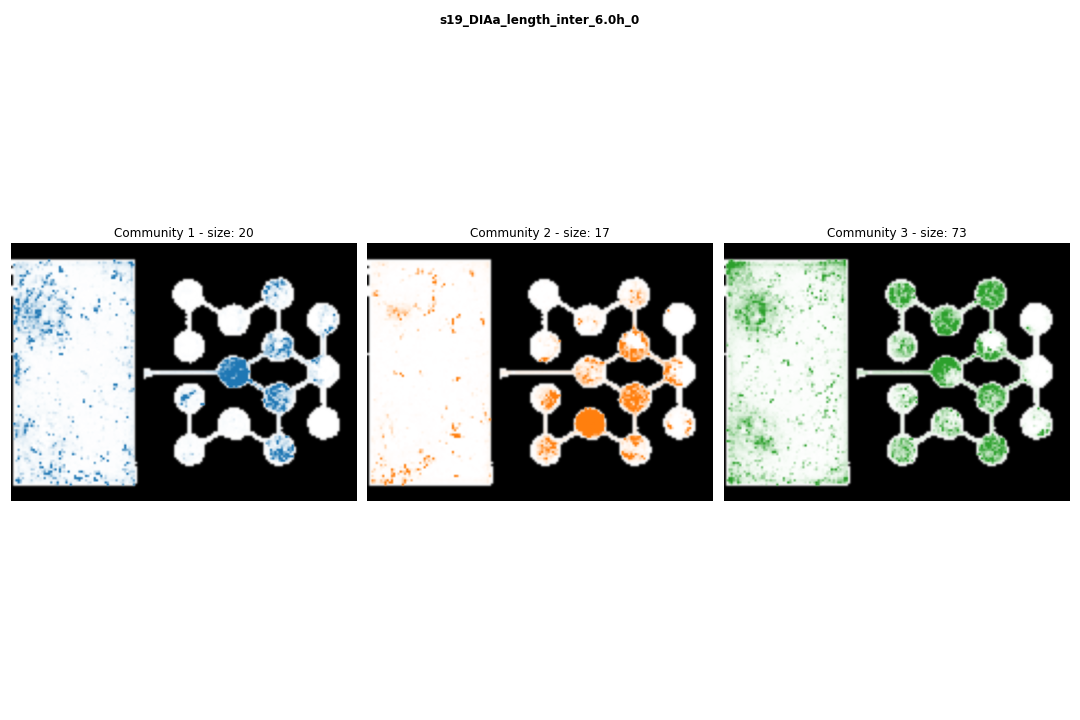 s19_DIAa_length_inter_6.0h_0
Community 1 - size: 20
Community 2 - size: 17
Community 3 - size: 73